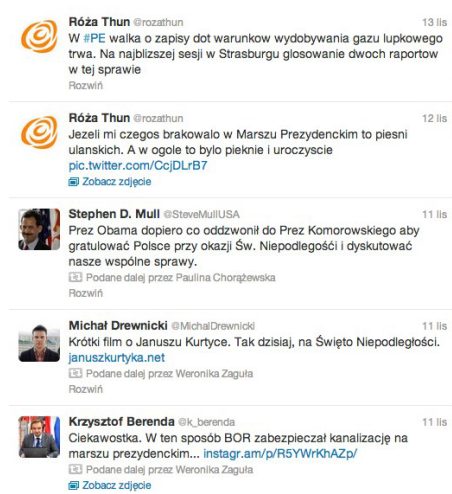 Róża Thun @rozathun 13 lis
W #PE walka o zapisy dot warunkow wydobywania gazu lupkowego
trwa. Na najblizszej sesji w Strasburgu glosowanie dwoch raportow
w tej sprawie
Rozwiń
Róża Thun @rozathun 12 lis
Jezeli mi czegos brakowalo w Marszu Prezydenckim to piesni
ulanskich. A w ogole to bylo pieknie i uroczyscie
pic.twitter.com/CcjDLrB7
Zobacz zdjęcie
Stephen D. Mull @SteveMullUSA 11 lis
Prez Obama dopiero co oddzwonił do Prez Komorowskiego aby
gratulować Polsce przy okazji Św. Niepodległośći i dyskutować
nasze wspólne sprawy.
Podane dalej przez Paulina Chorążewska
Rozwiń
Michał Drewnicki @MichalDrewnicki 11 lis
Krótki film o Januszu Kurtyce. Tak dzisiaj, na Święto Niepodległości.
januszkurtyka.net
Podane dalej przez Weronika Zaguła
Rozwiń
Krzysztof Berenda @k_berenda 11 lis
Ciekawostka. W ten sposób BOR zabezpieczał kanalizację na
marszu prezydenckim... instagr.am/p/R5YWrKhAZp/
Podane dalej przez Weronika Zaguła
Zobacz zdjęcie